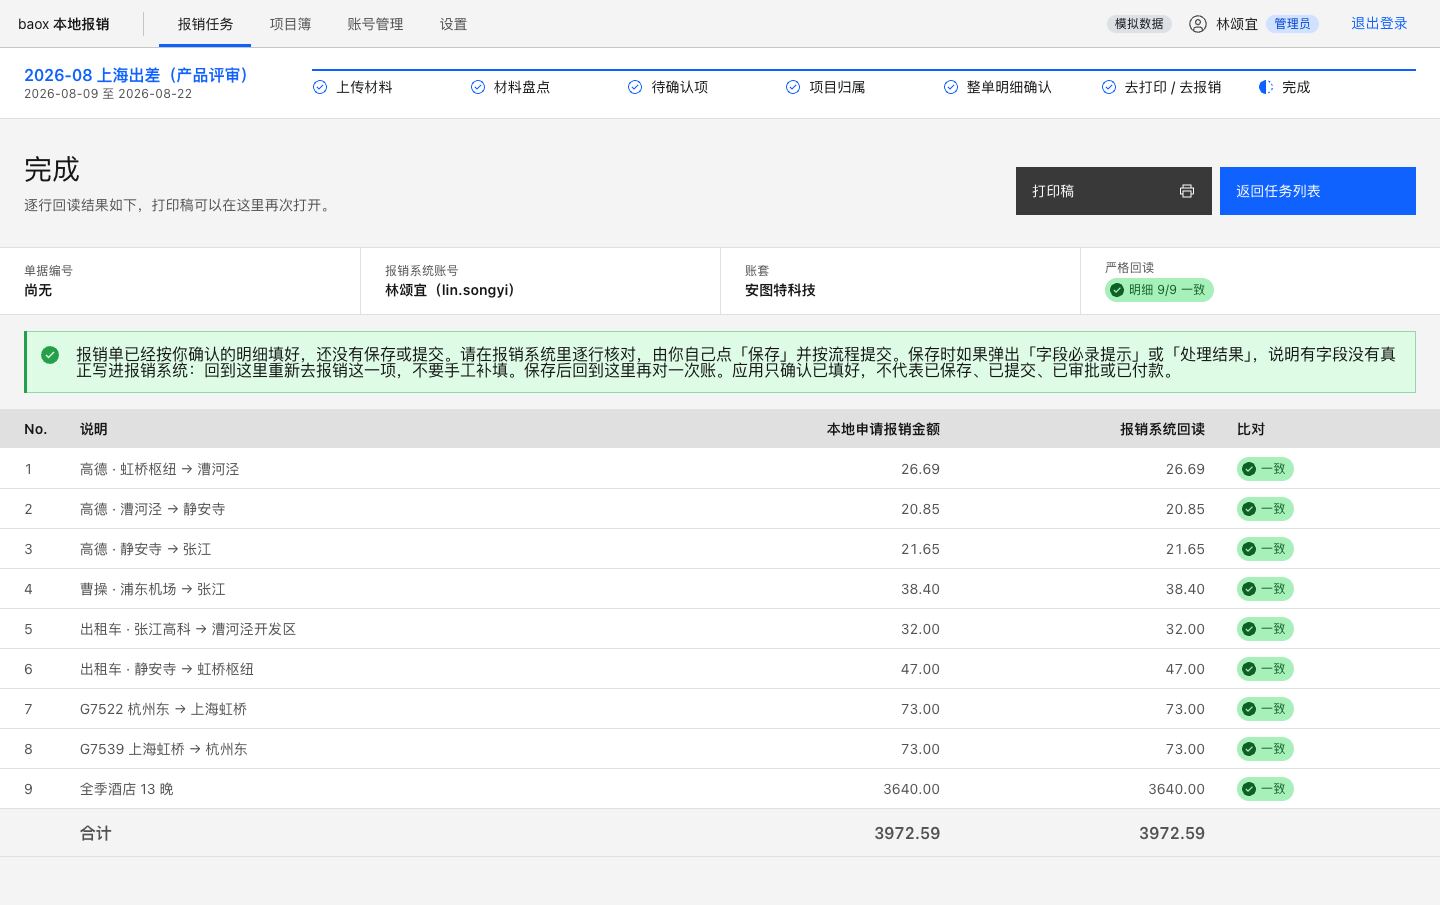 baox 本地报销
报销任务
项目簿
账号管理
设置
模拟数据
林颂宜
管理员
退出登录
2026-08 上海出差（产品评审）
2026-08-09 至 2026-08-22
上传材料
材料盘点
待确认项
项目归属
整单明细确认
去打印 / 去报销
完成
完成
逐行回读结果如下，打印稿可以在这里再次打开。
打印稿
返回任务列表
单据编号
尚无
报销系统账号
林颂宜（lin.songyi）
账套
安图特科技
严格回读
明细 9/9 一致
报销单已经按你确认的明细填好，还没有保存或提交。请在报销系统里逐行核对，由你自己点「保存」并按流程提交。保存时如果弹出「字段必录提示」或「处理结果」，说明有字段没有真
正写进报销系统：回到这里重新去报销这一项，不要手工补填。保存后回到这里再对一次账。应用只确认已填好，不代表已保存、已提交、已审批或已付款。
No. 说明 本地申请报销金额 报销系统回读 比对
1 高德 · 虹桥枢纽 → 漕河泾 26.69 26.69 一致
2 高德 · 漕河泾 → 静安寺 20.85 20.85 一致
3 高德 · 静安寺 → 张江 21.65 21.65 一致
4 曹操 · 浦东机场 → 张江 38.40 38.40 一致
5 出租车 · 张江高科 → 漕河泾开发区 32.00 32.00 一致
6 出租车 · 静安寺 → 虹桥枢纽 47.00 47.00 一致
7 G7522 杭州东 → 上海虹桥 73.00 73.00 一致
8 G7539 上海虹桥 → 杭州东 73.00 73.00 一致
9 全季酒店 13 晚 3640.00 3640.00 一致
合计 3972.59 3972.59